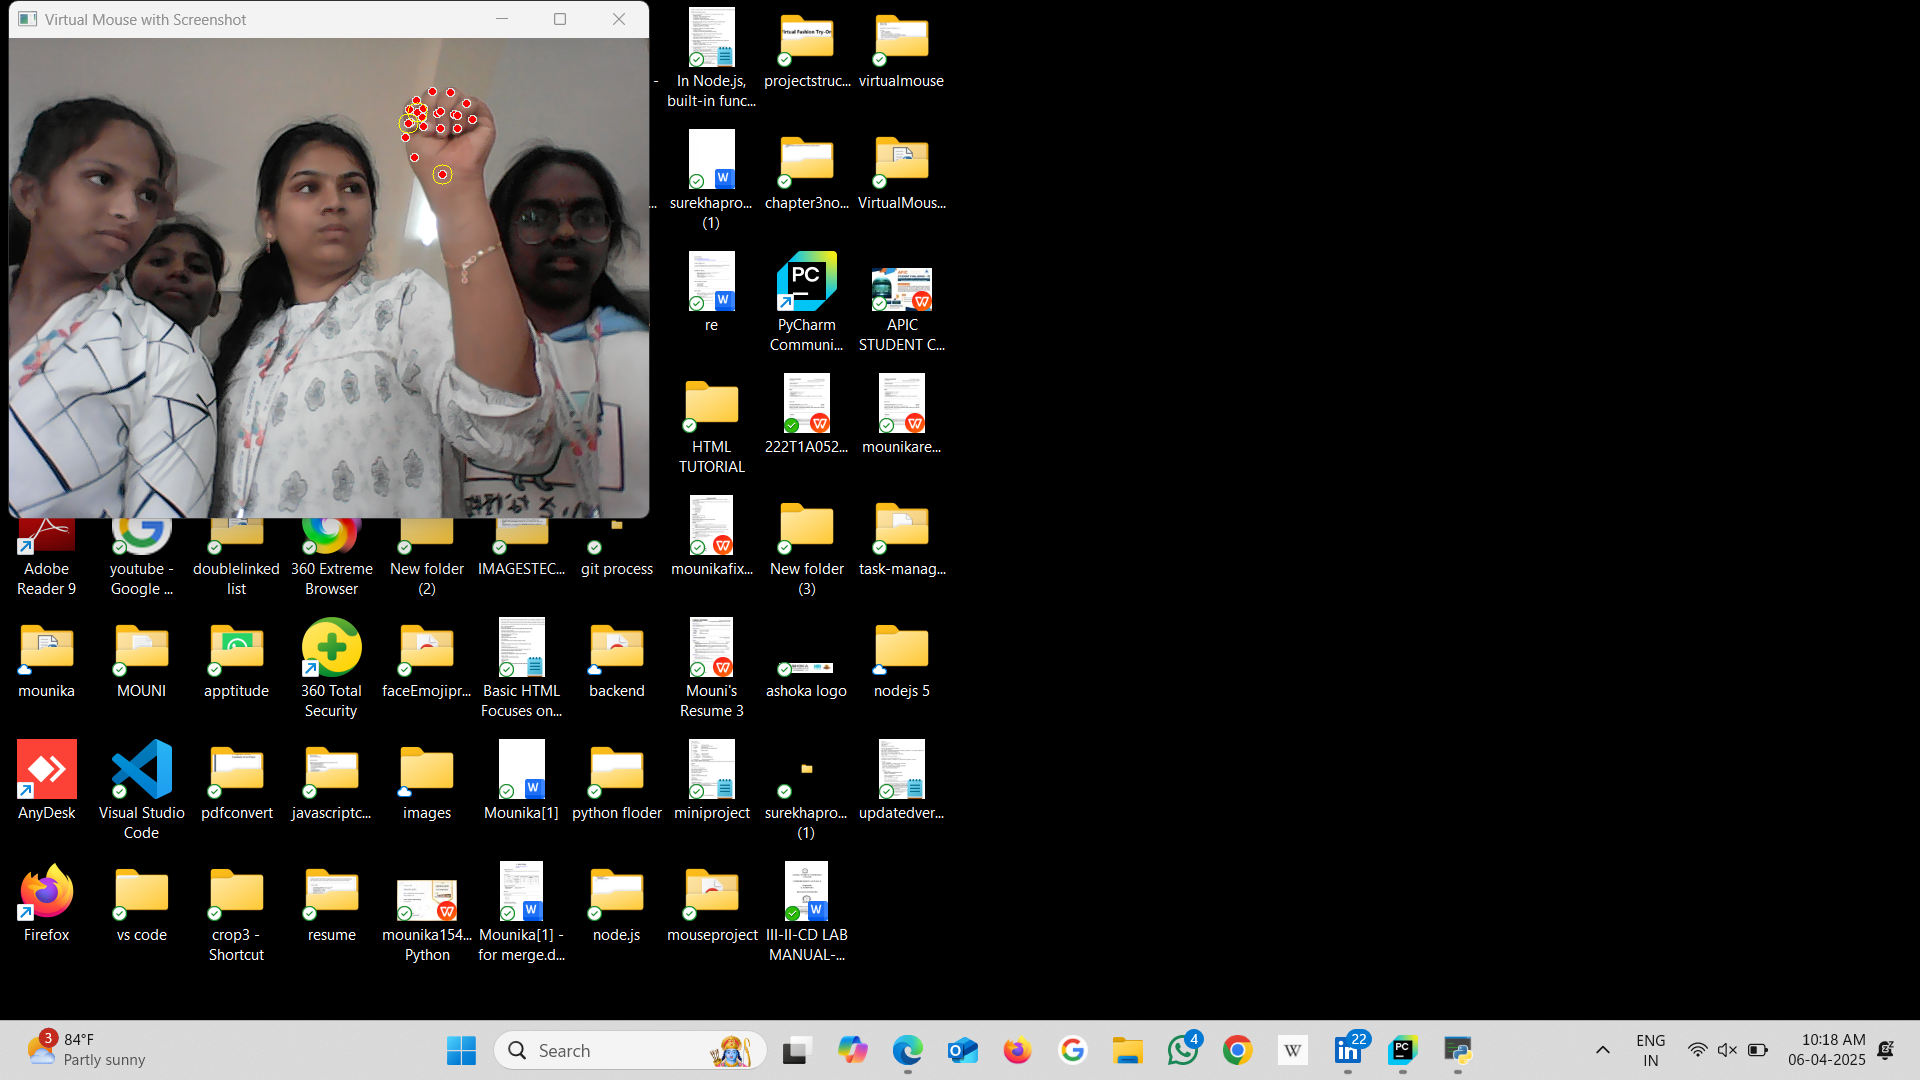 Virtual Mouse with Screenshot
In Node.js,
built-in func...
projectstruc...
virtualmouse
surekhapro...
(1)
chapter3no...
VirtualMous...
re
PyCharm
Communi...
APIC
STUDENT C...
HTML
TUTORIAL
222T1A052...
mounikare...
Adobe
Reader 9
youtube -
Google ...
doublelinked
list
360 Extreme
Browser
New folder
(2)
IMAGESTEC...
git process
mounikafix...
New folder
(3)
task-manag...
mounika
MOUNI
apptitude
360 Total
Security
faceEmojipr...
Basic HTML
Focuses on...
backend
Mouni's
Resume 3
ashoka logo
nodejs 5
AnyDesk
Visual Studio
Code
pdfconvert
javascriptc...
images
Mounika[1]
python floder
miniproject
surekhapro...
(1)
updatedver...
Firefox
vs code
crop3 -
Shortcut
resume
mounika154...
Python
Mounika[1] -
for merge.d...
node.js
mouseproject
III-II-CD LAB
MANUAL-...
3
84°F
Partly sunny
Search
4
22
ENG
IN
10:18 AM
06-04-2025